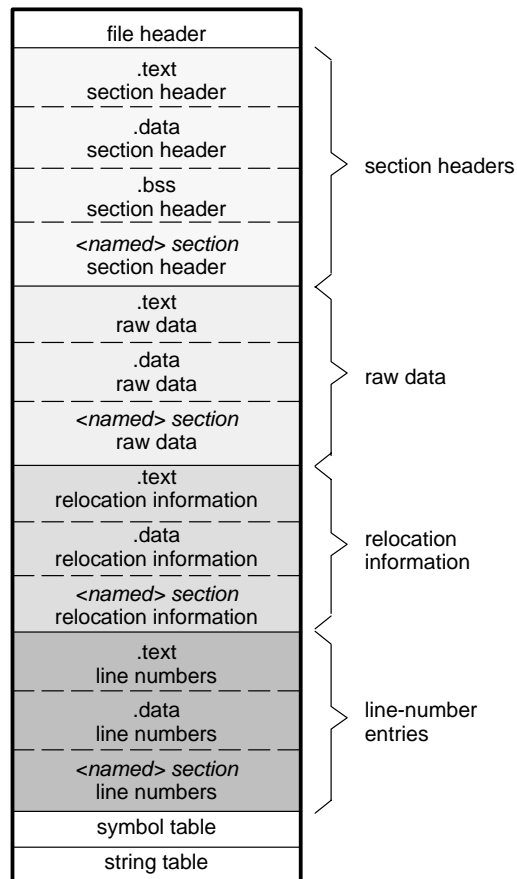 file header
.text
section header
.data
section header
.bss
section header
<named> section
section header
section headers
.text
raw data
.data
raw data
<named> section
raw data
raw data
.text
relocation information
.data
relocation information
<named> section
relocation information
relocation
information
.text
line numbers
.data
line numbers
<named> section
line numbers
line-number
entries
symbol table
string table